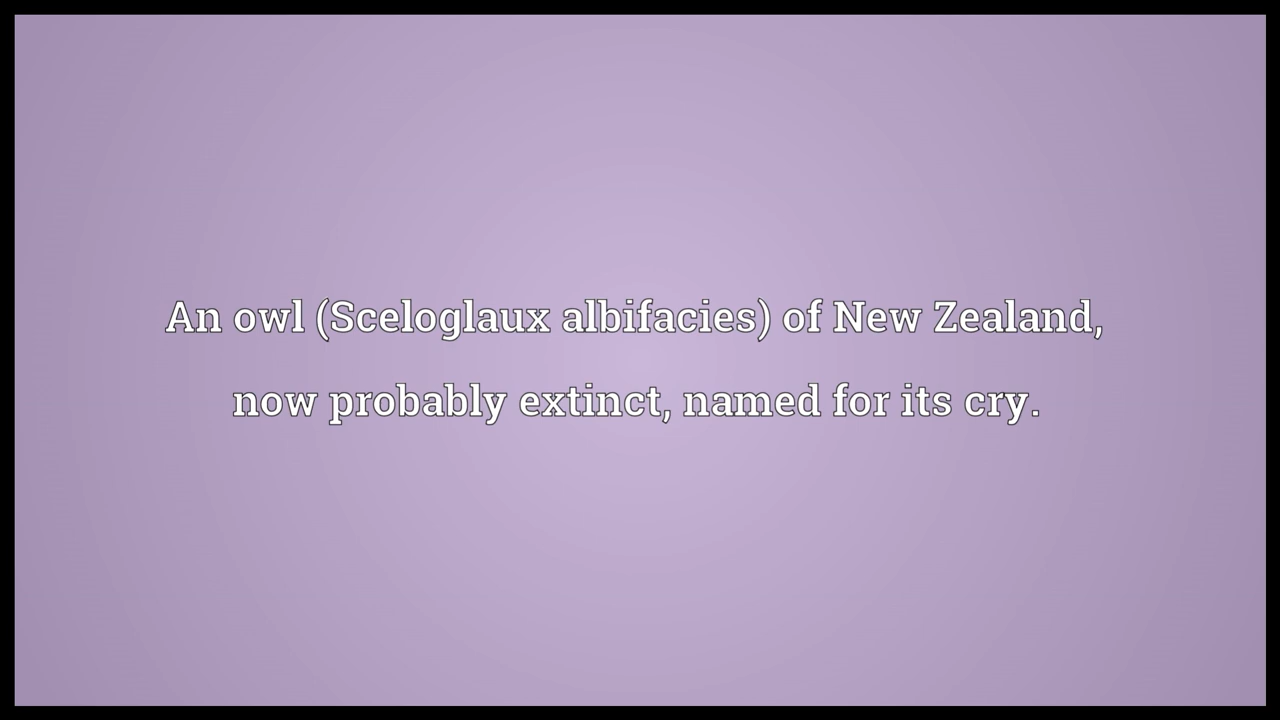 An owl (Sceloglaux albifacies) of New Zealand,
now probably extinct, named for its cry.